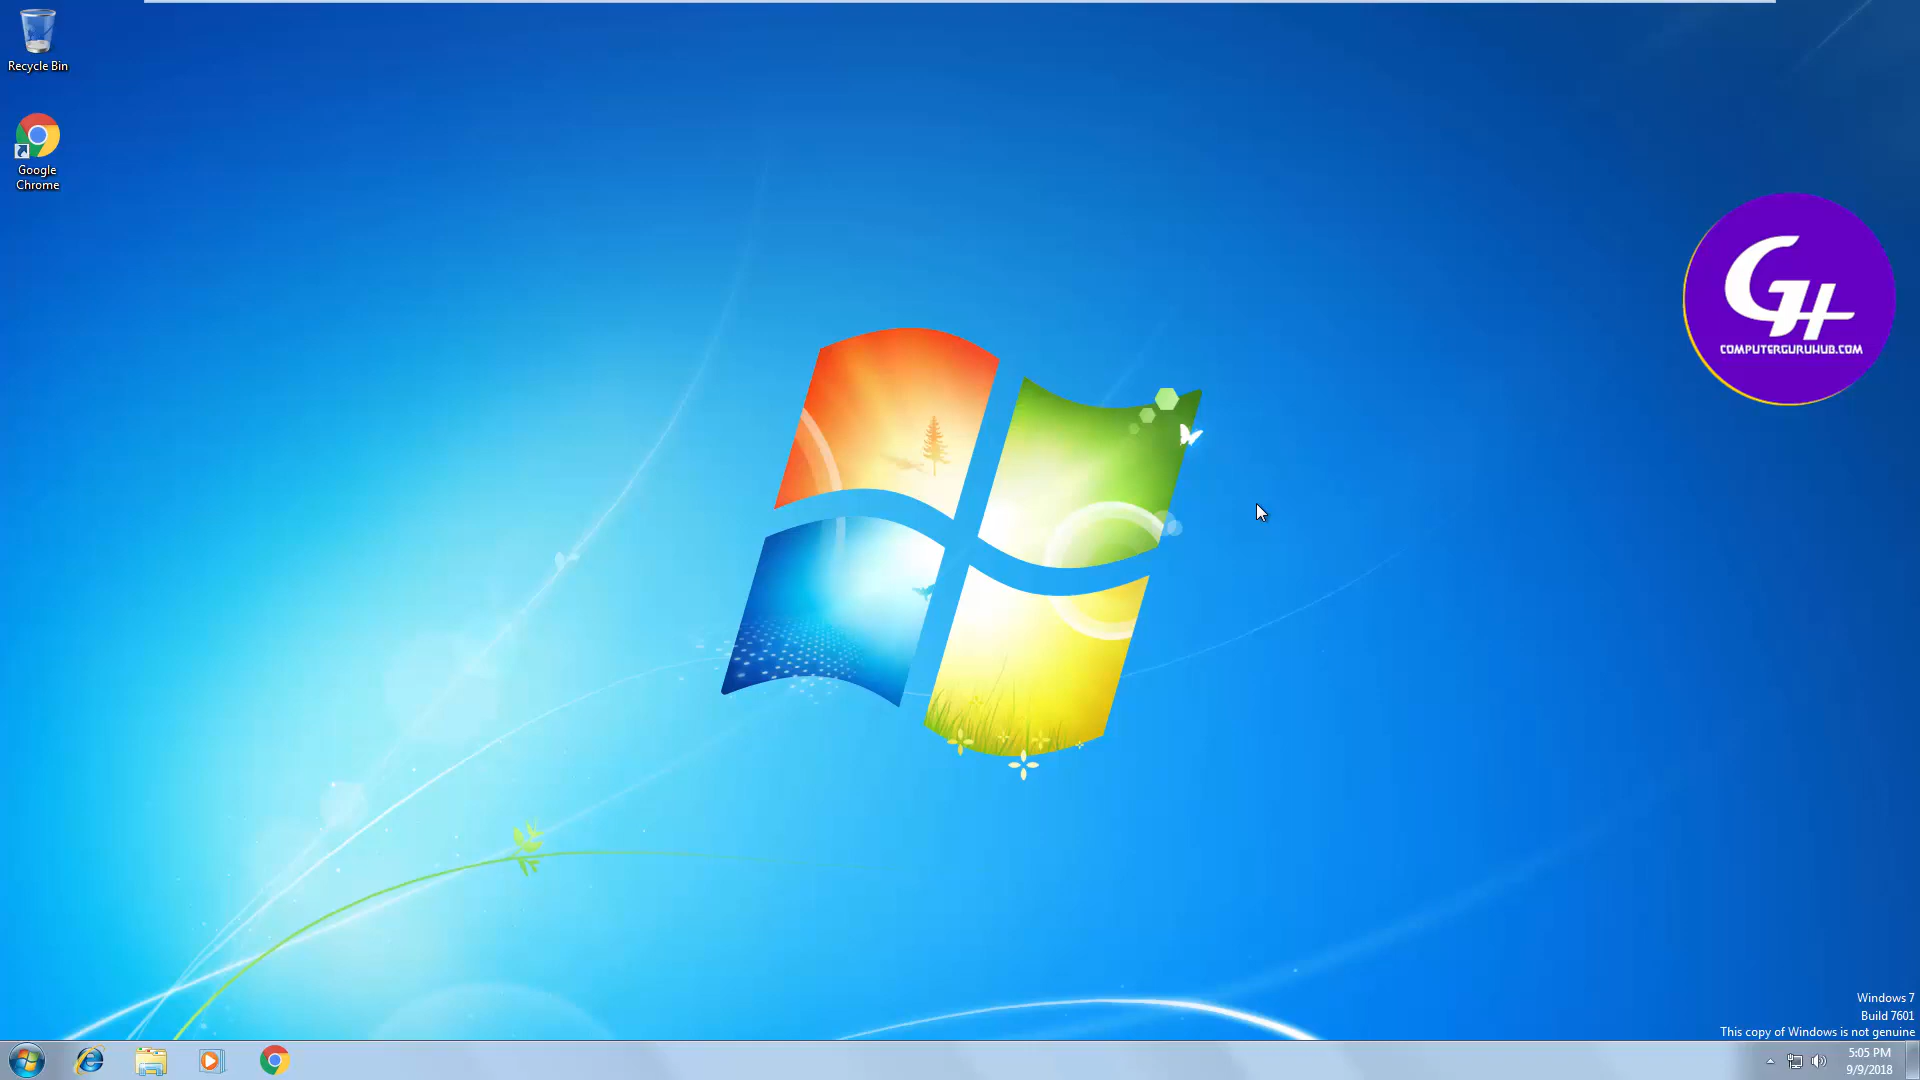 Recycle Bin
Google
Chrome
GH
COMPUTERGURUHUB.COM
Windows 7
Build 7601
This copy of Windows is not genuine
5:05 PM
9/9/2018